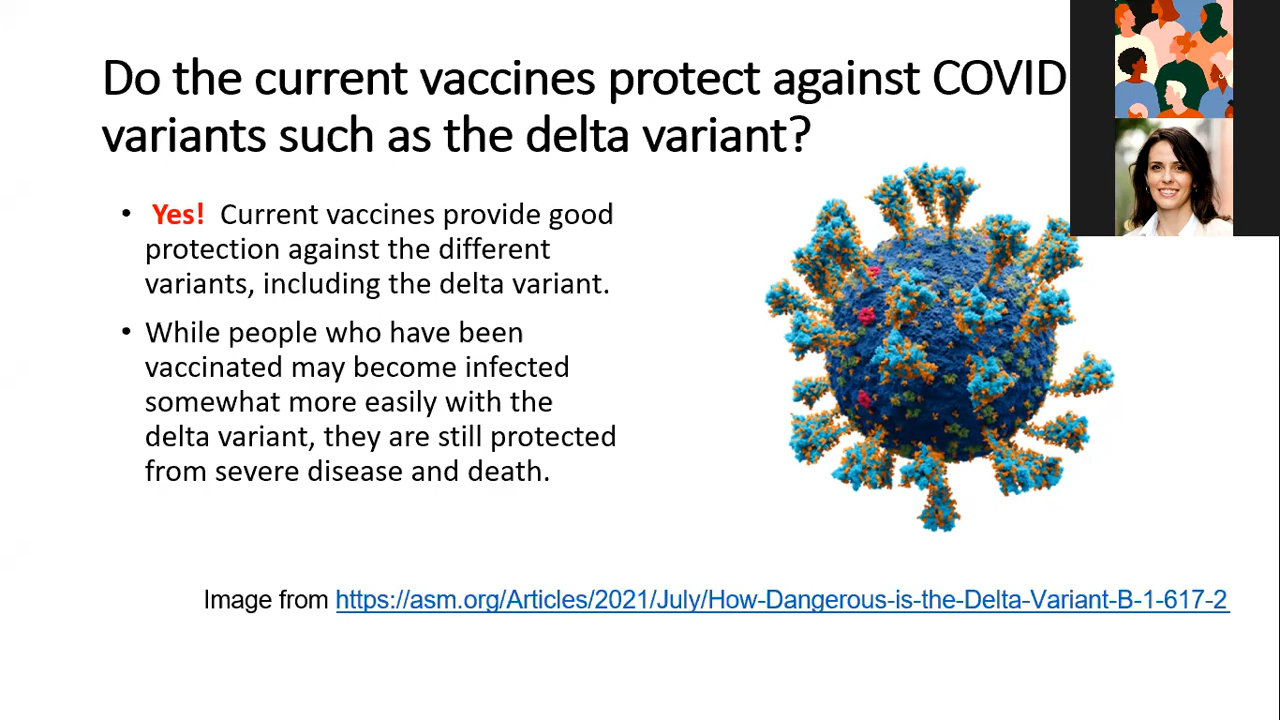 Do the current vaccines protect against COVID
variants such as the delta variant?
• Yes! Current vaccines provide good
protection against the different
variants, including the delta variant.
• While people who have been
vaccinated may become infected
somewhat more easily with the
delta variant, they are still protected
from severe disease and death.
Image from https://asm.org/Articles/2021/July/How-Dangerous-is-the-Delta-Variant-B-1-617-2